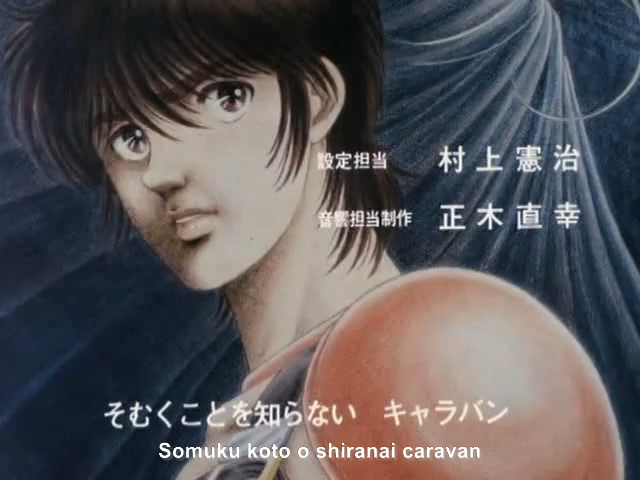 設定担当 村上憲治
音響担当制作 正木直幸
そむくことを知らない キャラバン
Somuku koto o shiranai caravan